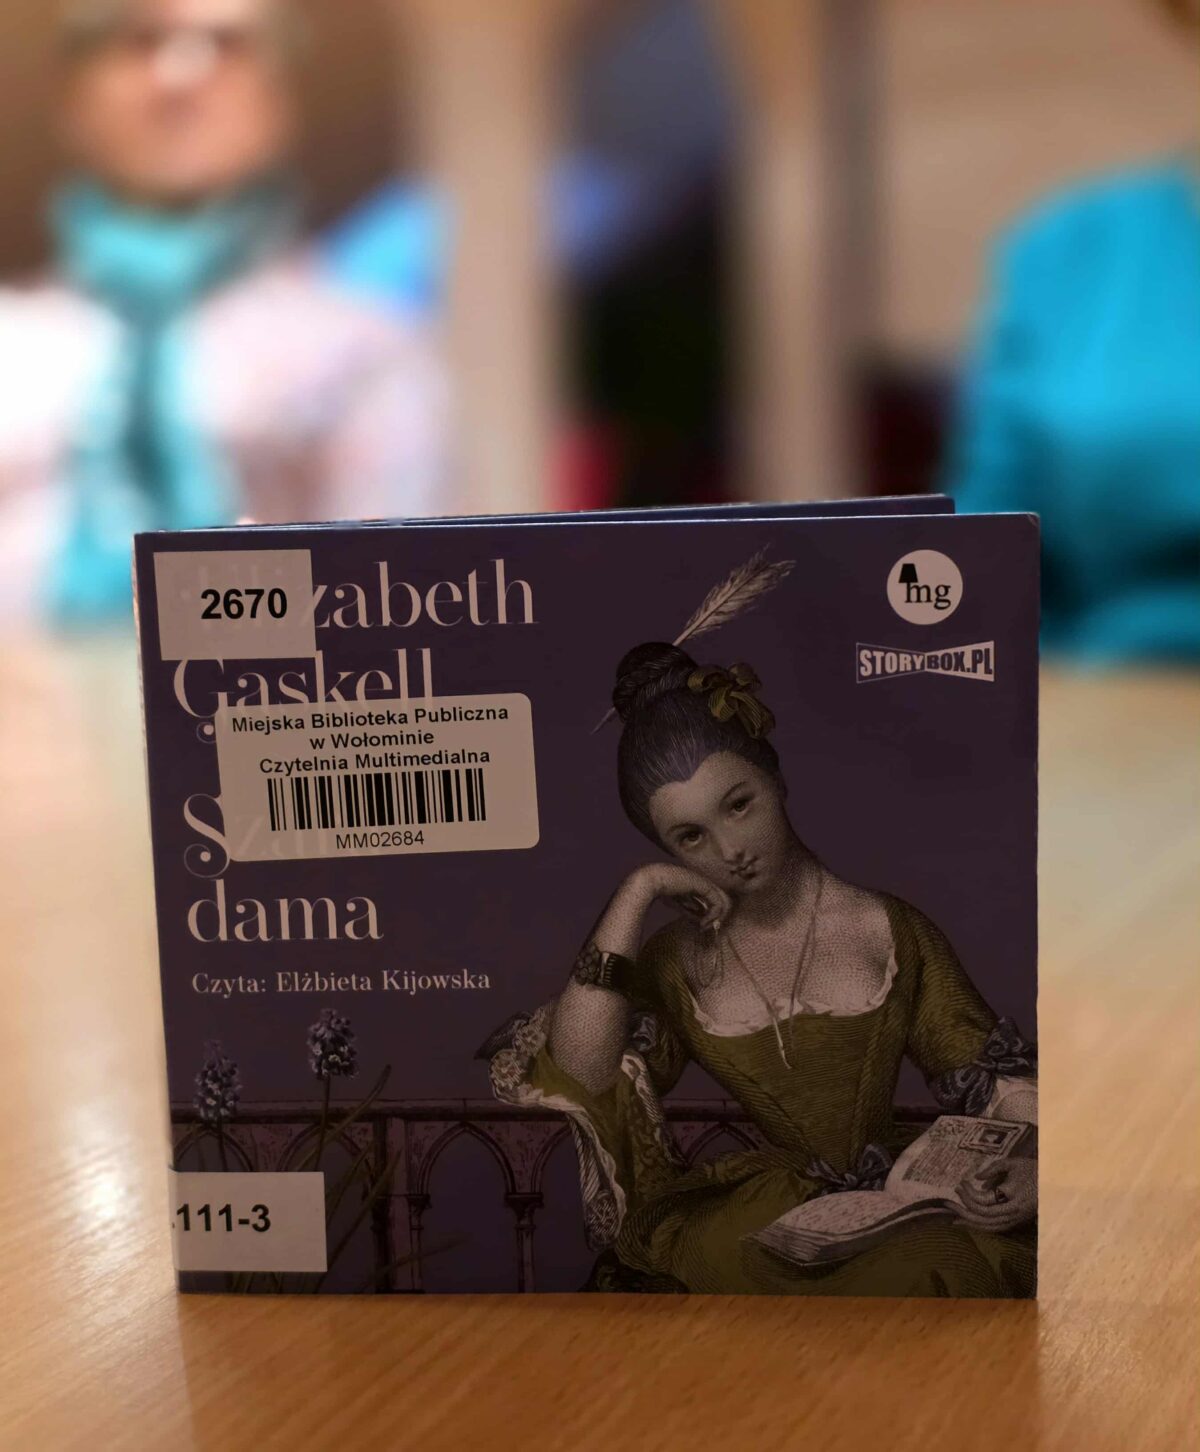 2670
zabeth
Gaskell
Miejska Biblioteka Publiczna
w Wołominie
Czytelnia Multimedialna
MM02684
dama
Czyta: Elżbieta Kijowska
111-3
mg
STORYBOX.PL